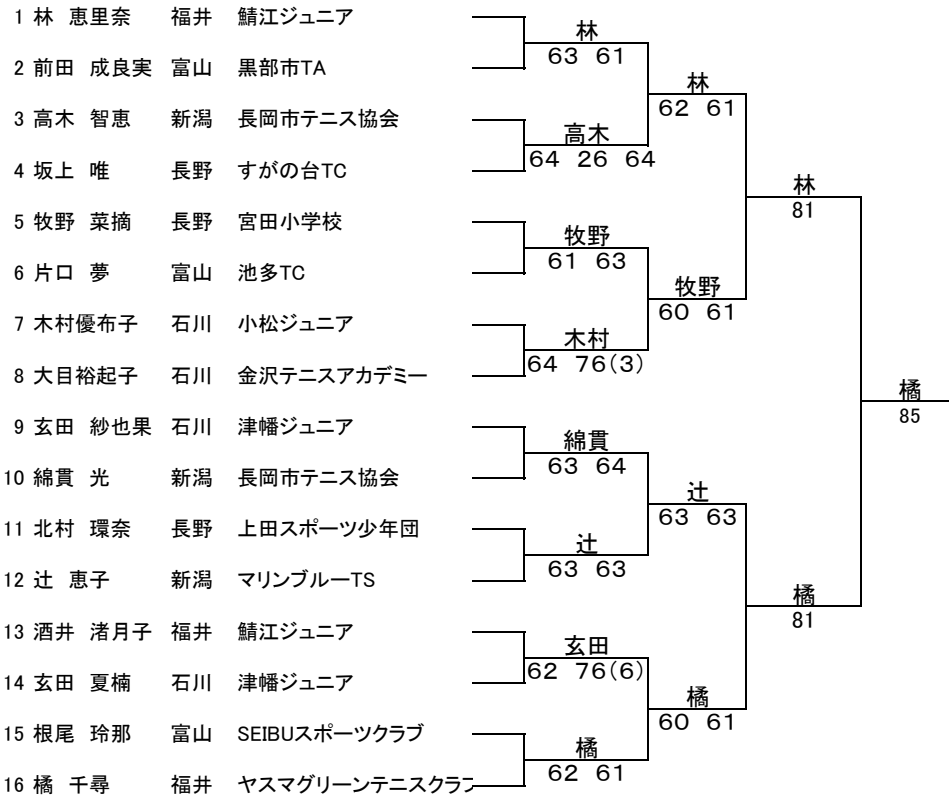 1 林 恵里奈 福井 鯖江ジュニア
林
63 61
2 前田 成良実 富山 黒部市TA
林
62 61
3 高木 智恵 新潟 長岡市テニス協会
高木
64 26 64
4 坂上 唯 長野 すがの台TC
林
81
5 牧野 菜摘 長野 宮田小学校
牧野
61 63
6 片口 夢 富山 池多TC
牧野
60 61
7 木村優布子 石川 小松ジュニア
木村
64 76(3)
8 大目裕起子 石川 金沢テニスアカデミー
橘
85
9 玄田 紗也果 石川 津幡ジュニア
綿貫
63 64
10 綿貫 光 新潟 長岡市テニス協会
辻
63 63
11 北村 環奈 長野 上田スポーツ少年団
辻
63 63
12 辻 恵子 新潟 マリンブルーTS
橘
81
13 酒井 渚月子 福井 鯖江ジュニア
玄田
62 76(6)
14 玄田 夏楠 石川 津幡ジュニア
橘
60 61
15 根尾 玲那 富山 SEIBUスポーツクラブ
橘
62 61
16 橘 千尋 福井 ヤスマグリーンテニスクラブ